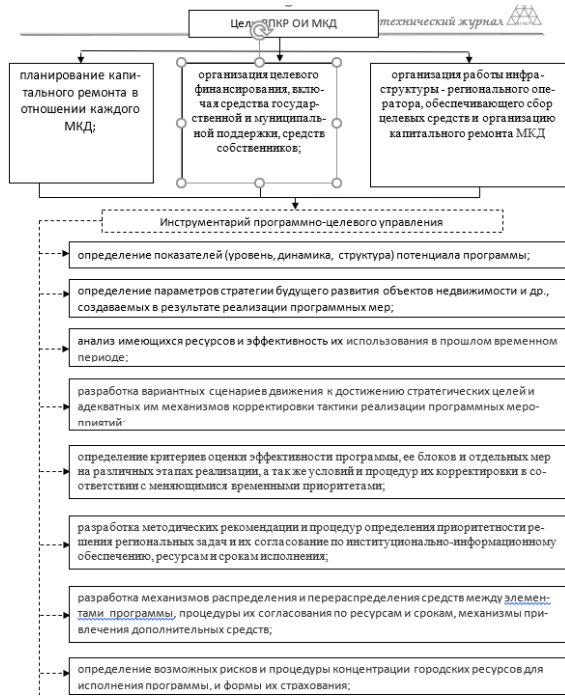 технический журнал
Цели РПКР ОИ МКД
планирование капи-
тального ремонта в
отношении каждого
МКД;
организация целевого
финансирования, вклю-
чая средства государ-
ственной и муниципаль-
ной поддержки, средств
собственников;
организация работы инфра-
структуры - регионального опе-
ратора, обеспечивающего сбор
целевых средств и организацию
капитального ремонта МКД
Инструментарий программно-целевого управления
определение показателей (уровень, динамика, структура) потенциала программы;
определение параметров стратегии будущего развития объектов недвижимости и др.,
создаваемых в результате реализации программных мер;
анализ имеющихся ресурсов и эффективность их использования в прошлом временном
периоде;
разработка вариантных сценариев движения к достижению стратегических целей и
адекватных им механизмов корректировки тактики реализации программных меро-
приятий;
определение критериев оценки эффективности программы, ее блоков и отдельных мер
на различных этапах реализации, а так же условий и процедур их корректировки в со-
ответствии с меняющимися временными приоритетами;
разработка методических рекомендации и процедур определения приоритетности ре-
шения региональных задач и их согласование по институционально-информационному
обеспечению, ресурсам и срокам исполнения;
разработка механизмов распределения и перераспределения средств между элемен-
тами программы, процедуры их согласования по ресурсам и срокам, механизмы при-
влечения дополнительных средств;
определение возможных рисков и процедуры концентрации городских ресурсов для
исполнения программы, и формы их страхования;